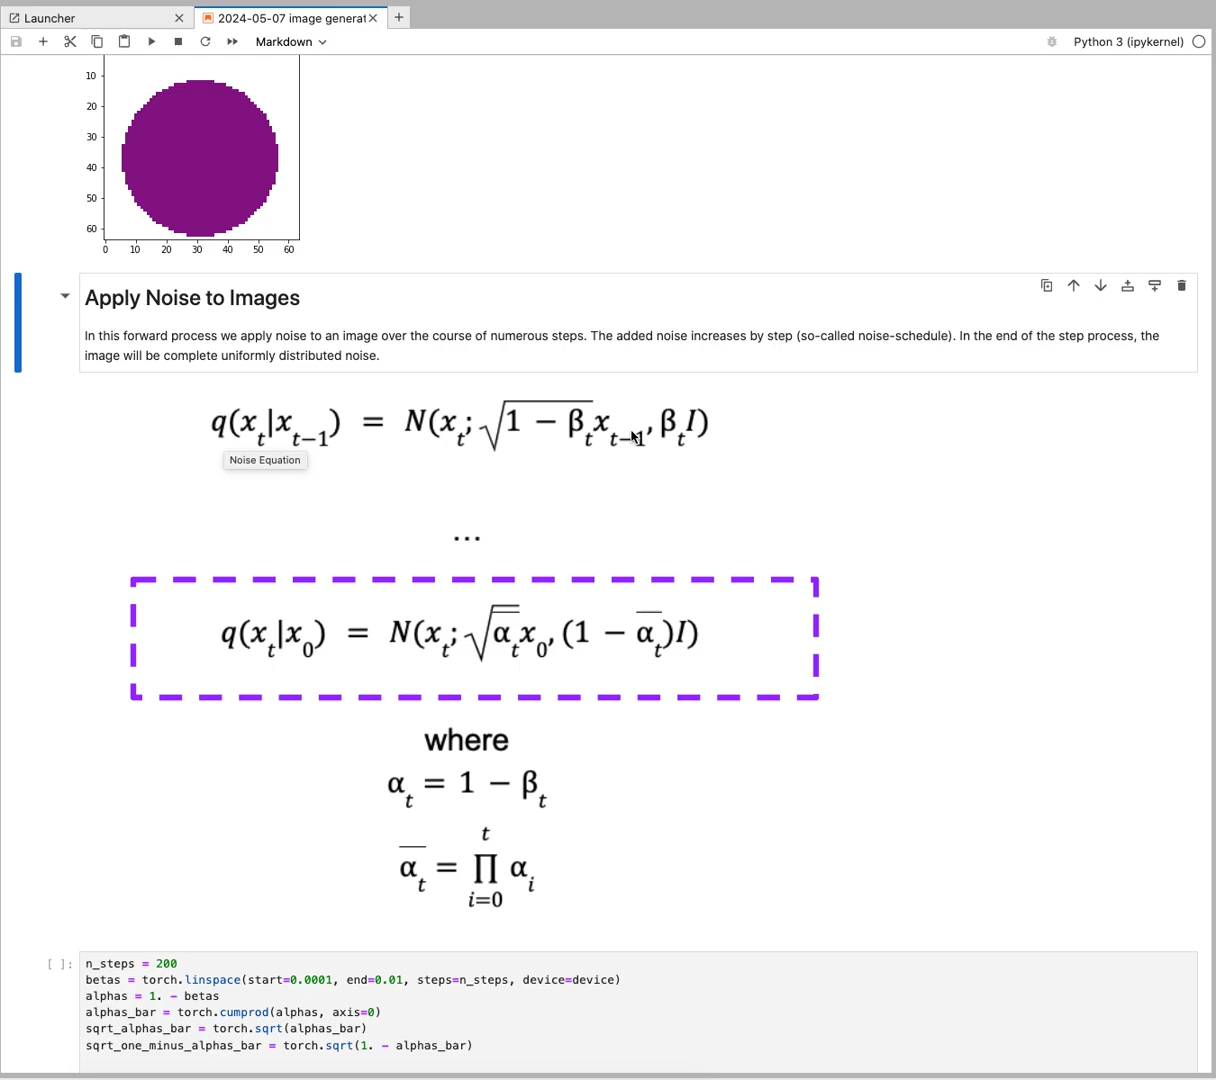 Launcher
2024-05-07 image generat
Markdown
Python 3 (ipykernel)
10
20
30
40
50
60
0 10 20 30 40 50 60
Apply Noise to Images
In this forward process we apply noise to an image over the course of numerous steps. The added noise increases by step (so-called noise-schedule). In the end of the step process, the
image will be complete uniformly distributed noise.
q(x_t|x_{t−1}) = N(x_t; √(1 − β_t) x_{t−1}, β_t I)
Noise Equation
...
q(x_t|x_0) = N(x_t; √(α̅_t) x_0, (1 − α̅_t)I)
where
α_t = 1 − β_t
α̅_t = ∏_{i=0}^{t} α_i
[ ]:
n_steps = 200
betas = torch.linspace(start=0.0001, end=0.01, steps=n_steps, device=device)
alphas = 1. - betas
alphas_bar = torch.cumprod(alphas, axis=0)
sqrt_alphas_bar = torch.sqrt(alphas_bar)
sqrt_one_minus_alphas_bar = torch.sqrt(1. - alphas_bar)